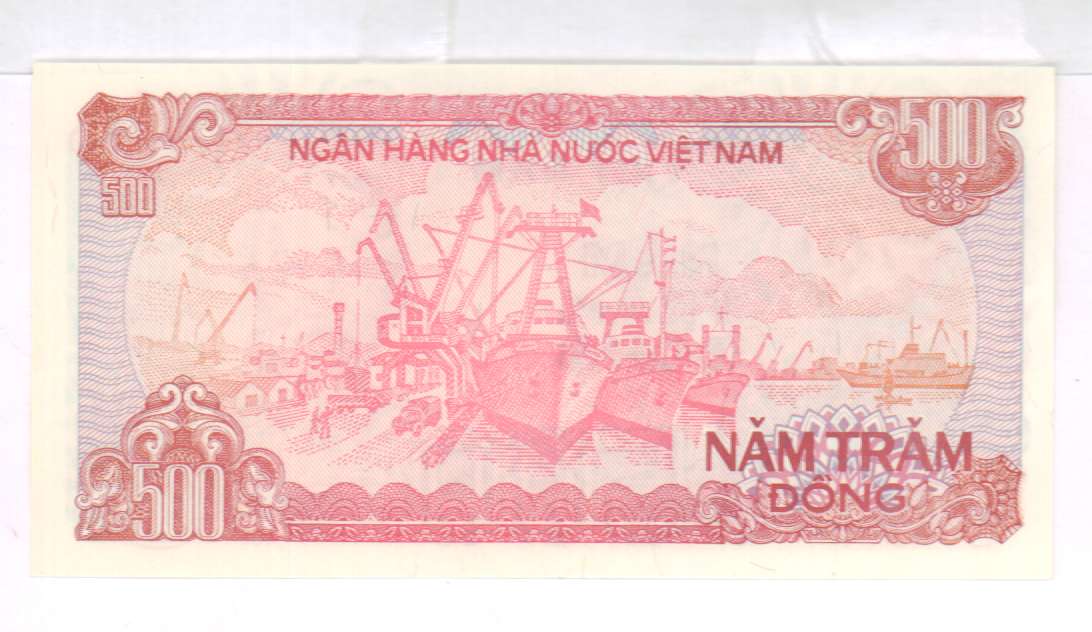 NGÂN HÀNG NHÀ NƯỚC VIỆT NAM
500
500
500
NĂM TRĂM
ĐỒNG